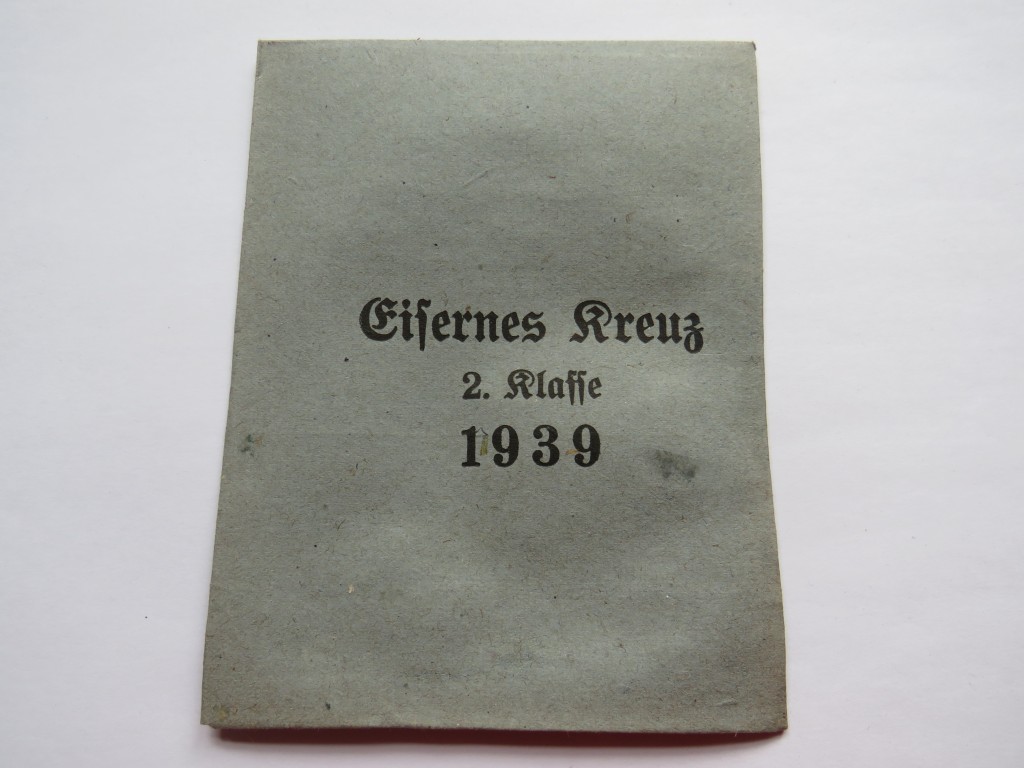 Eiſernes Kreuz
2. Klaſſe
1939